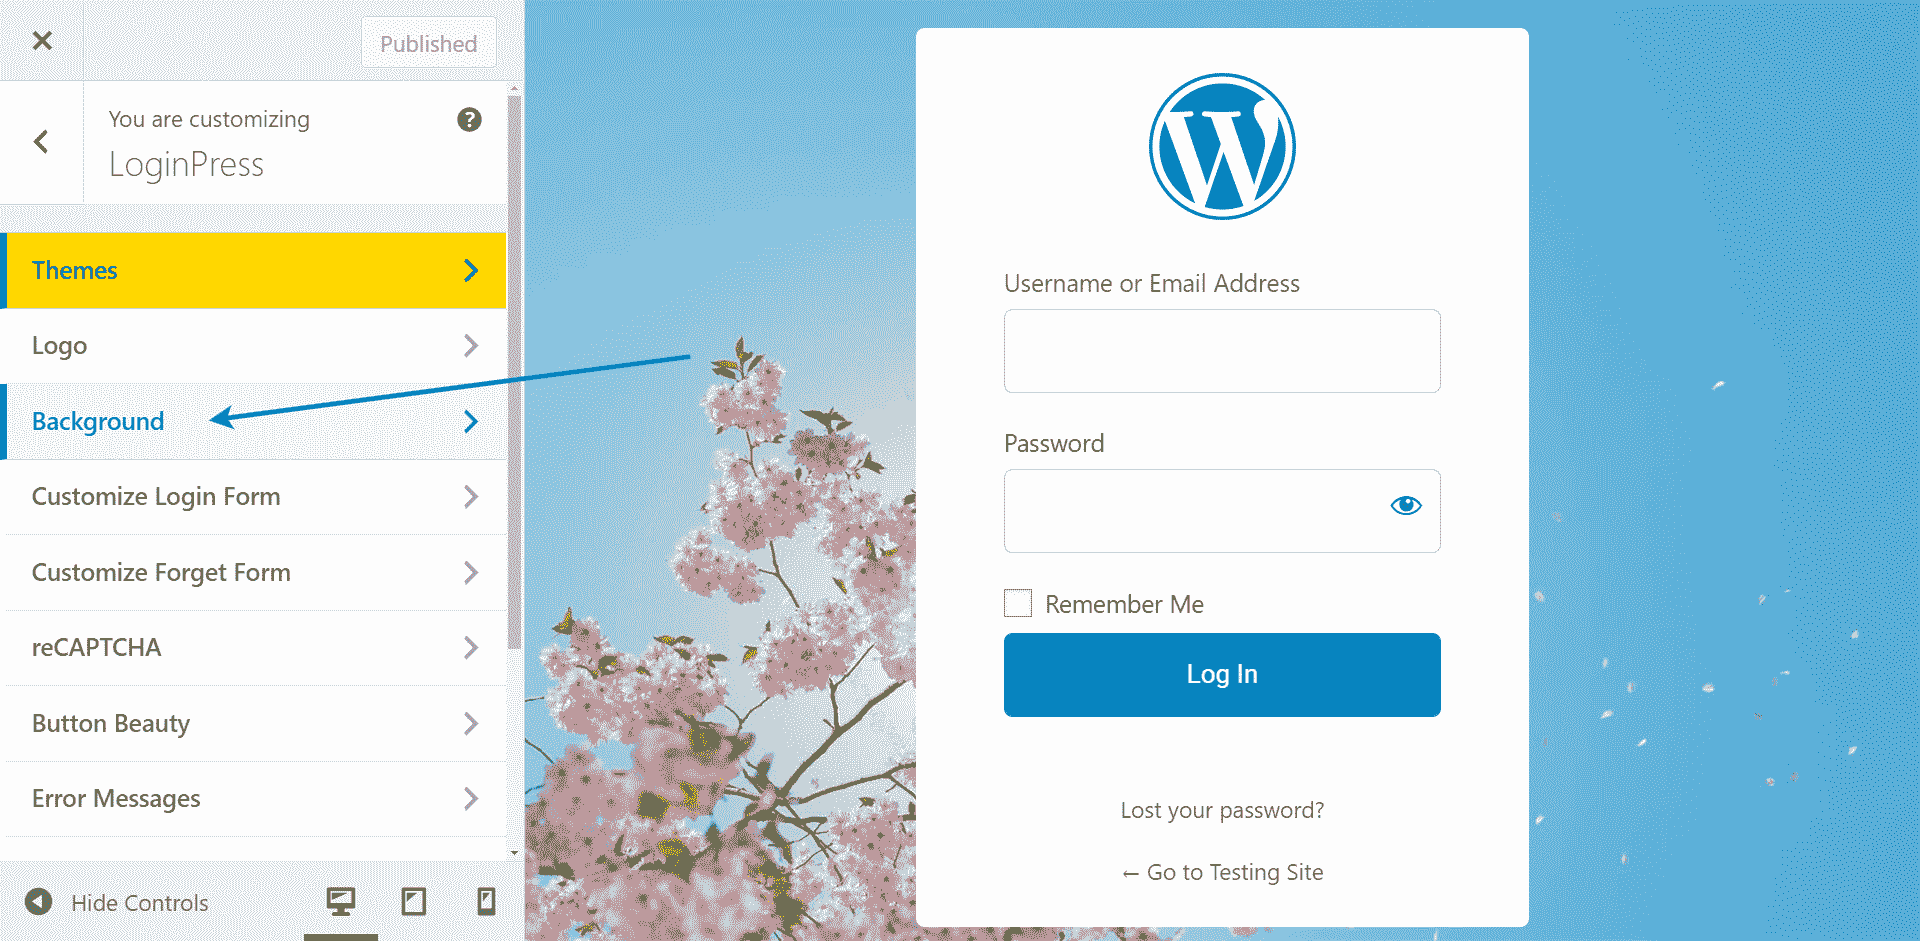 Published
You are customizing
LoginPress
Themes
Logo
Background
Customize Login Form
Customize Forget Form
reCAPTCHA
Button Beauty
Error Messages
Hide Controls
Username or Email Address
Password
Remember Me
Log In
Lost your password?
← Go to Testing Site